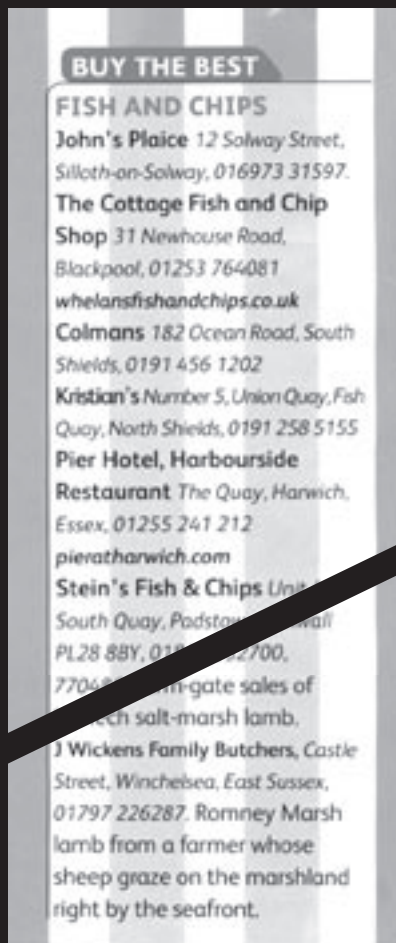 BUY THE BEST
FISH AND CHIPS
John's Plaice 12 Solway Street,
Silloth-on-Solway, 016973 31597.
The Cottage Fish and Chip
Shop 31 Newhouse Road,
Blackpool, 01253 764081
whelansfishandchips.co.uk
Colmans 182 Ocean Road, South
Shields, 0191 456 1202
Kristian's Number 5, Union Quay, Fish
Quay, North Shields, 0191 258 5155
Pier Hotel, Harbourside
Restaurant The Quay, Harwich,
Essex, 01255 241 212
pieratharwich.com
Stein's Fish & Chips
South Quay,
PL28 8BY,
sales of
salt-marsh lamb.
J Wickens Family Butchers, Castle
Street, Winchelsea, East Sussex,
01797 226287. Romney Marsh
lamb from a farmer whose
sheep graze on the marshland
right by the seafront.